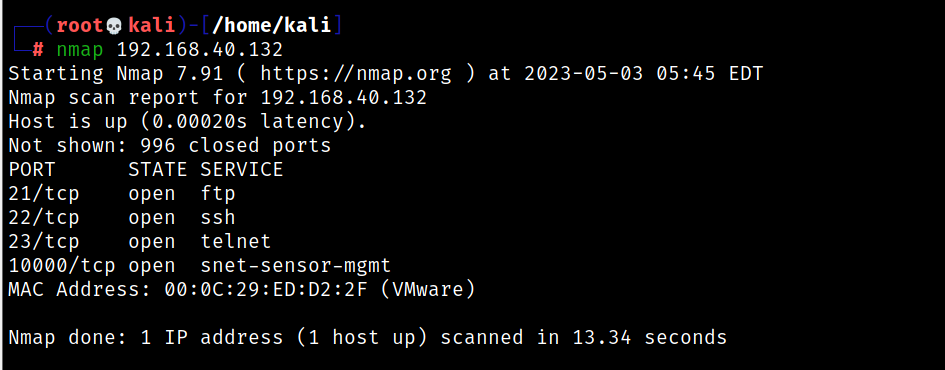 ┌──(root💀kali)-[/home/kali]
└─# nmap 192.168.40.132
Starting Nmap 7.91 ( https://nmap.org ) at 2023-05-03 05:45 EDT
Nmap scan report for 192.168.40.132
Host is up (0.00020s latency).
Not shown: 996 closed ports
PORT      STATE SERVICE
21/tcp    open  ftp
22/tcp    open  ssh
23/tcp    open  telnet
10000/tcp open  snet-sensor-mgmt
MAC Address: 00:0C:29:ED:D2:2F (VMware)
Nmap done: 1 IP address (1 host up) scanned in 13.34 seconds